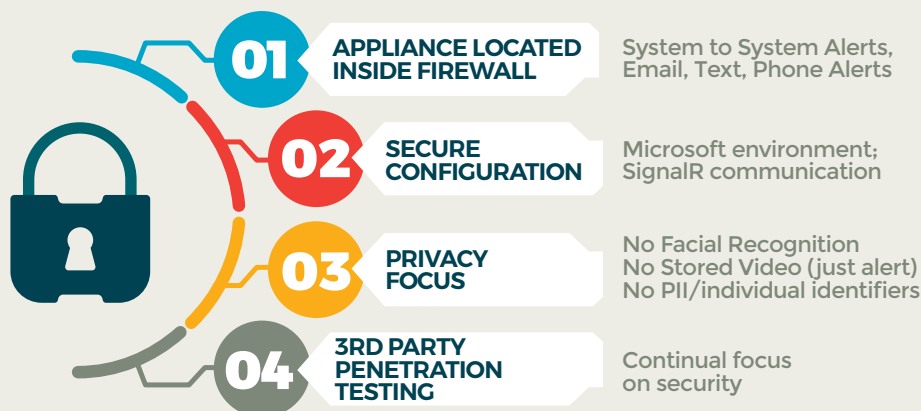 01
APPLIANCE LOCATED
INSIDE FIREWALL
System to System Alerts,
Email, Text, Phone Alerts
02
SECURE
CONFIGURATION
Microsoft environment;
SignalR communication
03
PRIVACY
FOCUS
No Facial Recognition
No Stored Video (just alert)
No PII/individual identifiers
04
3RD PARTY
PENETRATION
TESTING
Continual focus
on security